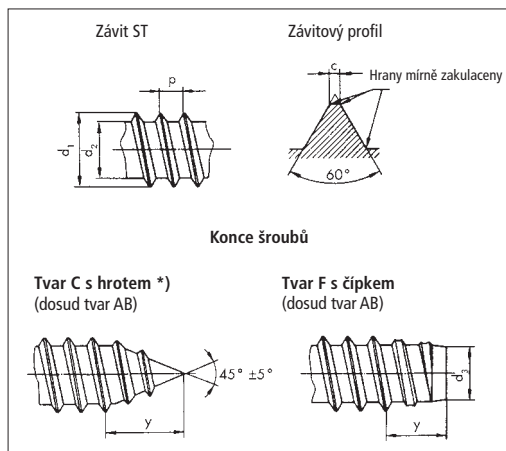 Závit ST
Závitový profil
p
d₁
d₂
c
Hrany mírně zakulaceny
60°
Konce šroubů
Tvar C s hrotem *)
(dosud tvar AB)
45° ±5°
y
Tvar F s čípkem
(dosud tvar AB)
d₃
y